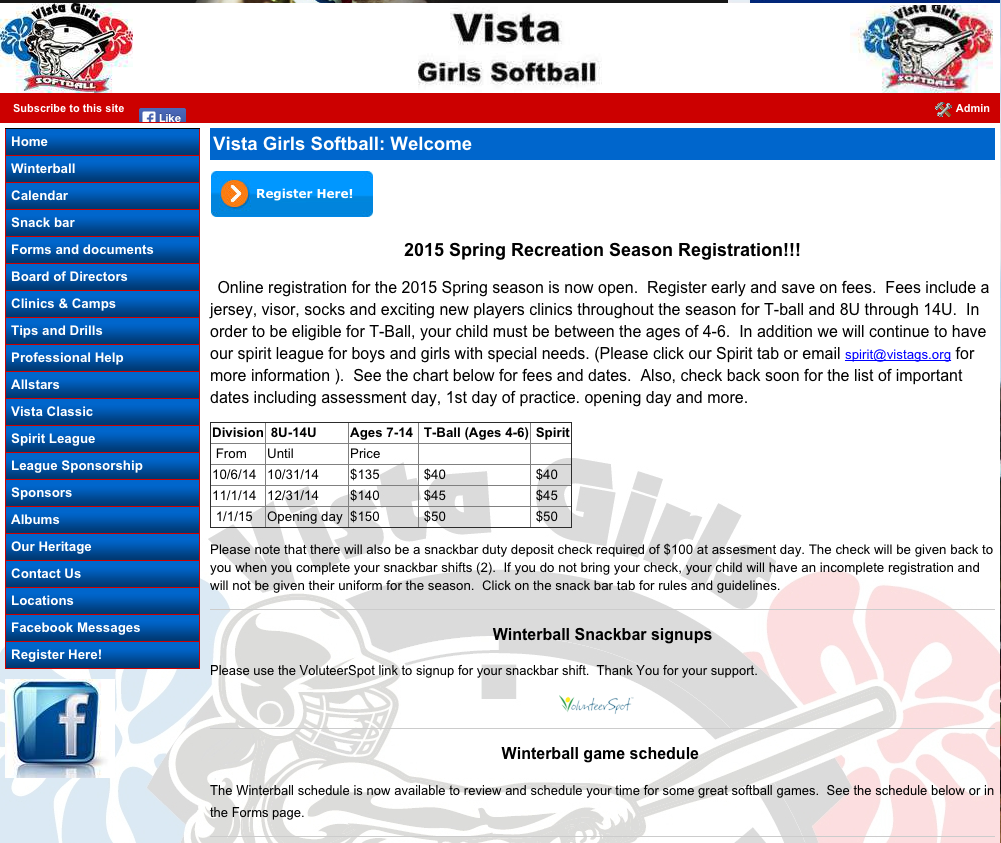 Vista Girls
SOFTBALL
Vista
Girls Softball
Vista Girls
SOFTBALL
Subscribe to this site
Like
Admin
Home
Winterball
Calendar
Snack bar
Forms and documents
Board of Directors
Clinics & Camps
Tips and Drills
Professional Help
Allstars
Vista Classic
Spirit League
League Sponsorship
Sponsors
Albums
Our Heritage
Contact Us
Locations
Facebook Messages
Register Here!
Vista Girls Softball: Welcome
Register Here!
2015 Spring Recreation Season Registration!!!
Online registration for the 2015 Spring season is now open. Register early and save on fees. Fees include a
jersey, visor, socks and exciting new players clinics throughout the season for T-ball and 8U through 14U. In
order to be eligible for T-Ball, your child must be between the ages of 4-6. In addition we will continue to have
our spirit league for boys and girls with special needs. (Please click our Spirit tab or email spirit@vistags.org for
more information ). See the chart below for fees and dates. Also, check back soon for the list of important
dates including assessment day, 1st day of practice. opening day and more.
Division 8U-14U Ages 7-14 T-Ball (Ages 4-6) Spirit
From Until Price
10/6/14 10/31/14 $135 $40 $40
11/1/14 12/31/14 $140 $45 $45
1/1/15 Opening day $150 $50 $50
Please note that there will also be a snackbar duty deposit check required of $100 at assesment day. The check will be given back to
you when you complete your snackbar shifts (2). If you do not bring your check, your child will have an incomplete registration and
will not be given their uniform for the season. Click on the snack bar tab for rules and guidelines.
Winterball Snackbar signups
Please use the VoluteerSpot link to signup for your snackbar shift. Thank You for your support.
VolunteerSpot
Winterball game schedule
The Winterball schedule is now available to review and schedule your time for some great softball games. See the schedule below or in
the Forms page.
Vista Girls